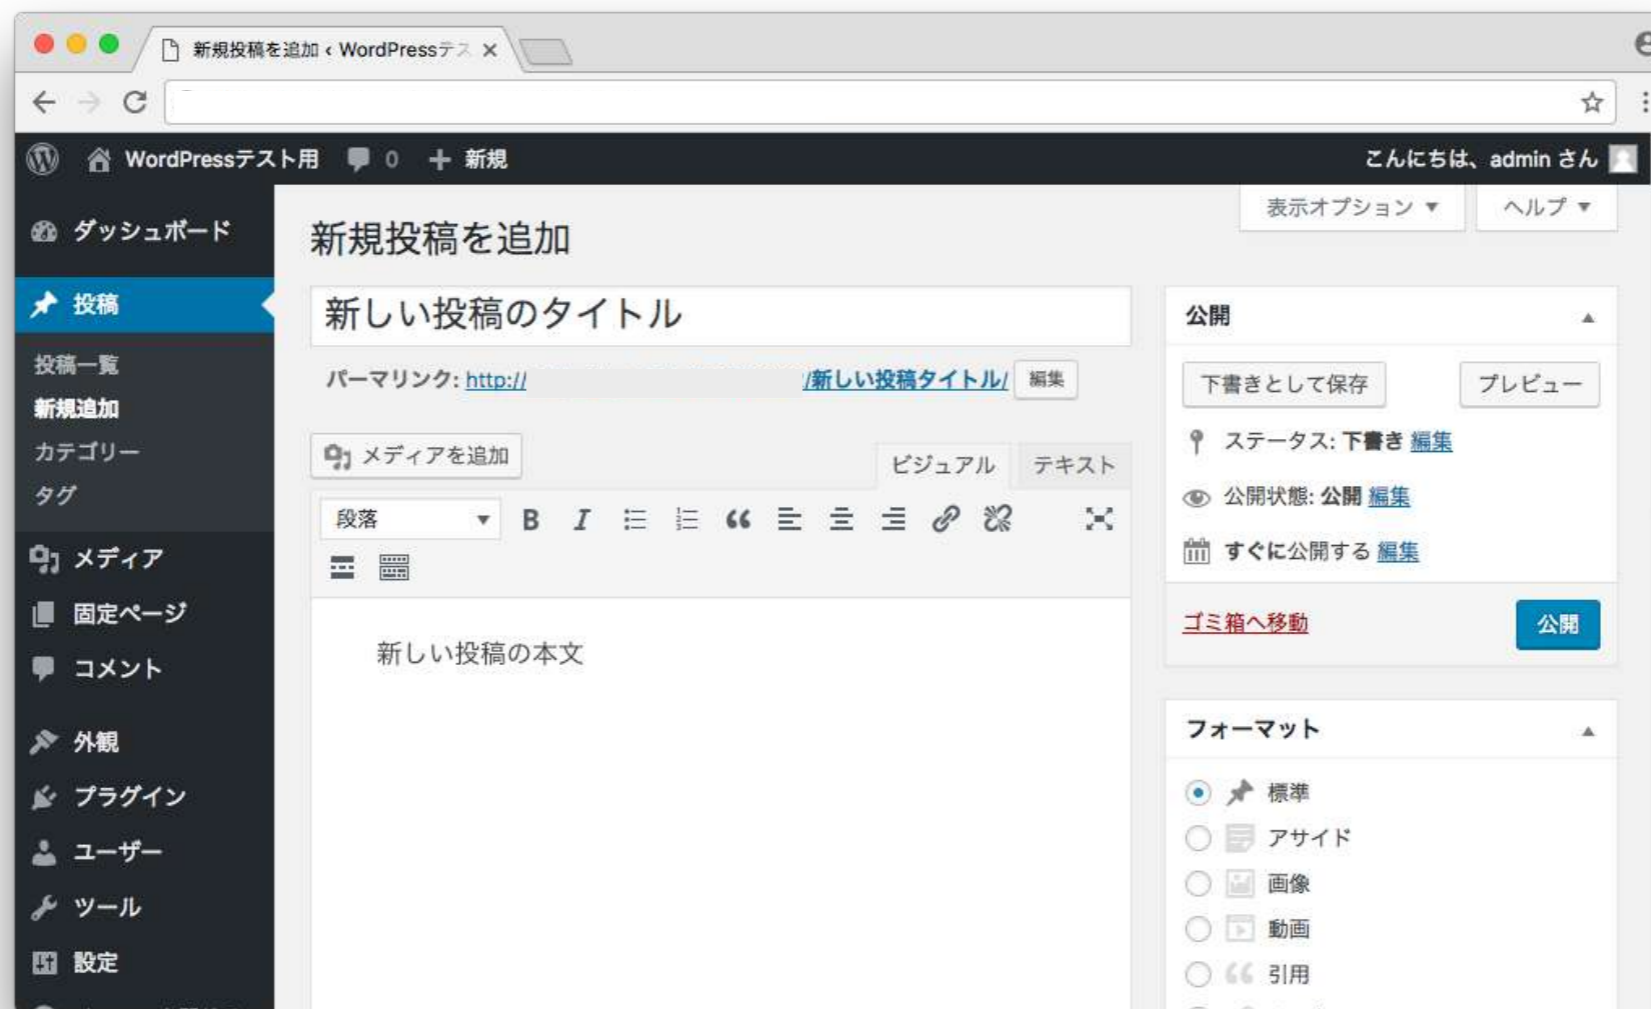 新規投稿を追加 ‹ WordPressテス
WordPressテスト用 0 新規
こんにちは、admin さん
ダッシュボード
投稿
投稿一覧
新規追加
カテゴリー
タグ
メディア
固定ページ
コメント
外観
プラグイン
ユーザー
ツール
設定
表示オプション ▼
ヘルプ ▼
新規投稿を追加
新しい投稿のタイトル
パーマリンク: http:// /新しい投稿タイトル/ 編集
メディアを追加
ビジュアル テキスト
段落
B I
新しい投稿の本文
公開
下書きとして保存 プレビュー
ステータス: 下書き 編集
公開状態: 公開 編集
すぐに公開する 編集
ゴミ箱へ移動 公開
フォーマット
標準
アサイド
画像
動画
引用